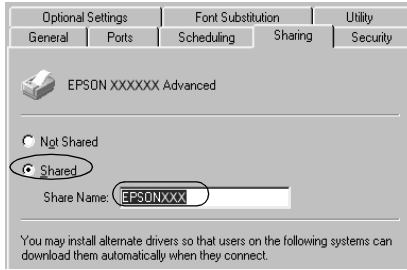 Optional Settings Font Substitution Utility
General Ports Scheduling Sharing Security
EPSON XXXXXX Advanced
Not Shared
Shared
Share Name: EPSONXXX
You may install alternate drivers so that users on the following systems can
download them automatically when they connect.